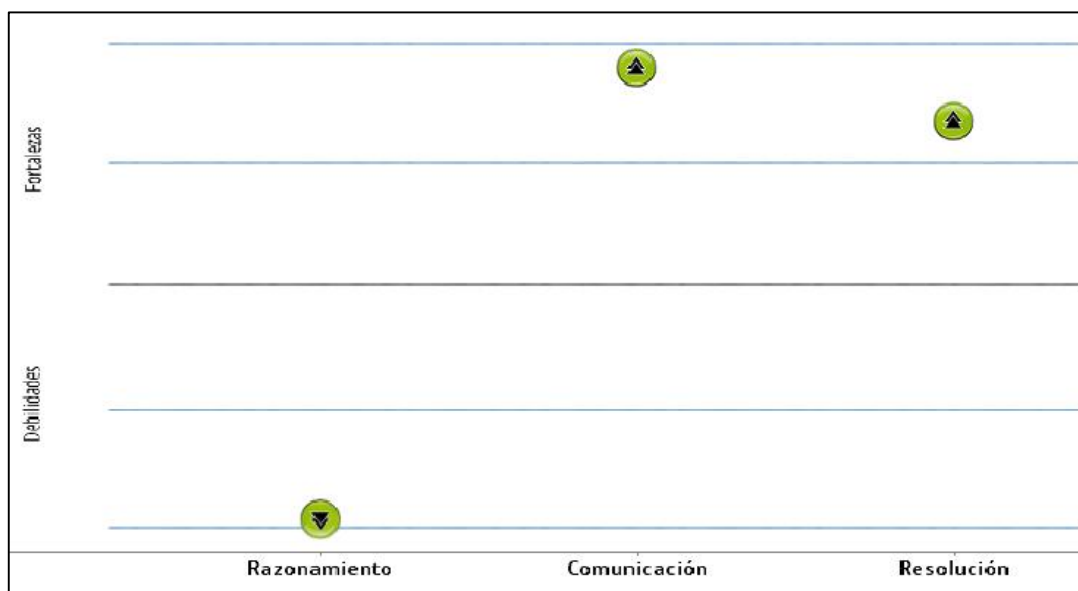 Fortalezas
Debilidades
Razonamiento
Comunicación
Resolución